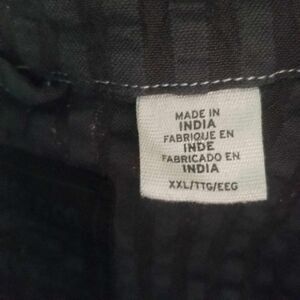 MADE IN
INDIA
FABRIQUE EN
INDE
FABRICADO EN
INDIA
XXL/TTG/EEG